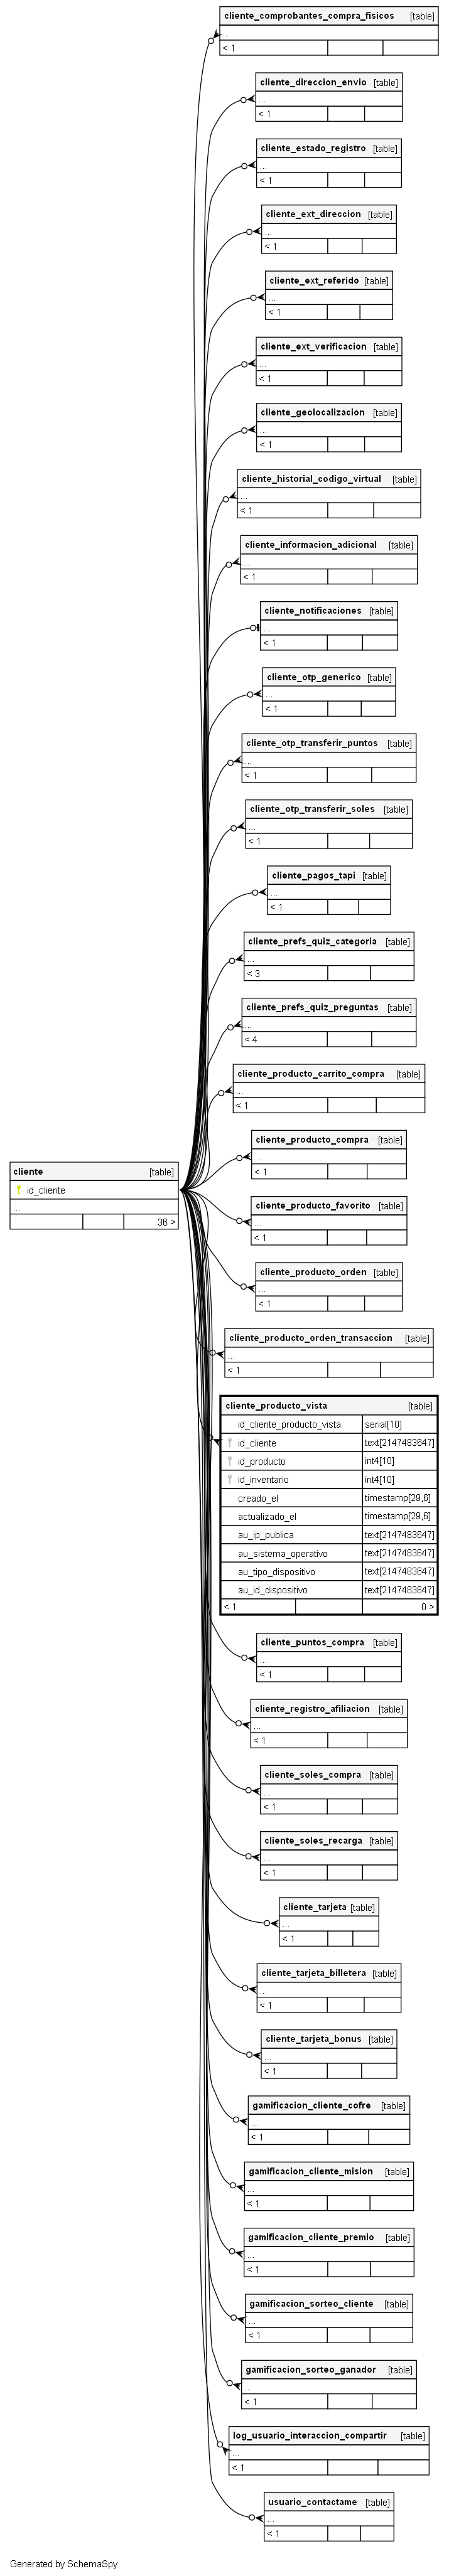 cliente_comprobantes_compra_fisicos [table]
...
< 1
cliente_direccion_envio [table]
...
< 1
cliente_estado_registro [table]
...
< 1
cliente_ext_direccion [table]
...
< 1
cliente_ext_referido [table]
...
< 1
cliente_ext_verificacion [table]
...
< 1
cliente_geolocalizacion [table]
...
< 1
cliente_historial_codigo_virtual [table]
...
< 1
cliente_informacion_adicional [table]
...
< 1
cliente_notificaciones [table]
...
< 1
cliente_otp_generico [table]
...
< 1
cliente_otp_transferir_puntos [table]
...
< 1
cliente_otp_transferir_soles [table]
...
< 1
cliente_pagos_tapi [table]
...
< 1
cliente_prefs_quiz_categoria [table]
...
< 3
cliente_prefs_quiz_preguntas [table]
...
< 4
cliente_producto_carrito_compra [table]
...
< 1
cliente_producto_compra [table]
...
< 1
cliente [table]
id_cliente
...
36 >
cliente_producto_favorito [table]
...
< 1
cliente_producto_orden [table]
...
< 1
cliente_producto_orden_transaccion [table]
...
< 1
cliente_producto_vista [table]
id_cliente_producto_vista serial[10]
id_cliente text[2147483647]
id_producto int4[10]
id_inventario int4[10]
creado_el timestamp[29,6]
actualizado_el timestamp[29,6]
au_ip_publica text[2147483647]
au_sistema_operativo text[2147483647]
au_tipo_dispositivo text[2147483647]
au_id_dispositivo text[2147483647]
< 1 0 >
cliente_puntos_compra [table]
...
< 1
cliente_registro_afiliacion [table]
...
< 1
cliente_soles_compra [table]
...
< 1
cliente_soles_recarga [table]
...
< 1
cliente_tarjeta [table]
...
< 1
cliente_tarjeta_billetera [table]
...
< 1
cliente_tarjeta_bonus [table]
...
< 1
gamificacion_cliente_cofre [table]
...
< 1
gamificacion_cliente_mision [table]
...
< 1
gamificacion_cliente_premio [table]
...
< 1
gamificacion_sorteo_cliente [table]
...
< 1
gamificacion_sorteo_ganador [table]
...
< 1
log_usuario_interaccion_compartir [table]
...
< 1
usuario_contactame [table]
...
< 1
Generated by SchemaSpy